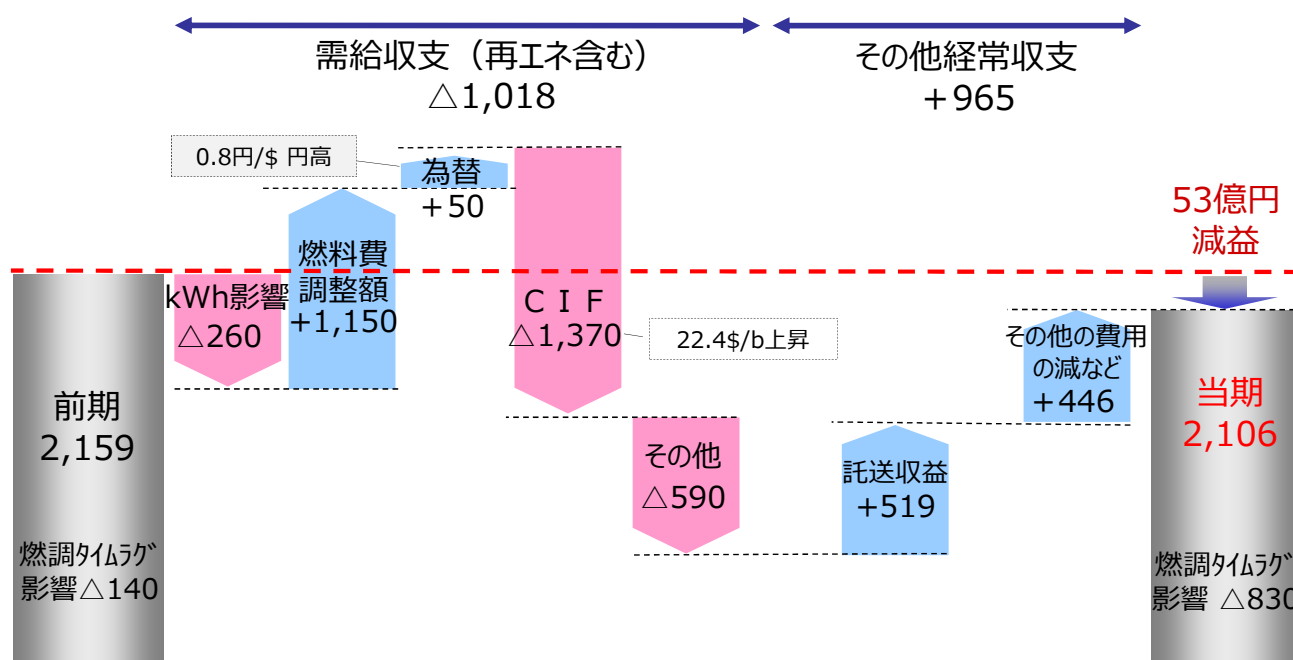 需給収支（再エネ含む）
△1,018
その他経常収支
＋965
0.8円/$ 円高
為替
+50
53億円
減益
燃料費
調整額
+1,150
kWh影響
△260
ＣＩＦ
△1,370
22.4$/b上昇
その他の費用
の減など
+446
前期
2,159
当期
2,106
その他
△590
託送収益
+519
燃調ﾀｲﾑﾗｸﾞ
影響△140
燃調ﾀｲﾑﾗｸﾞ
影響 △830